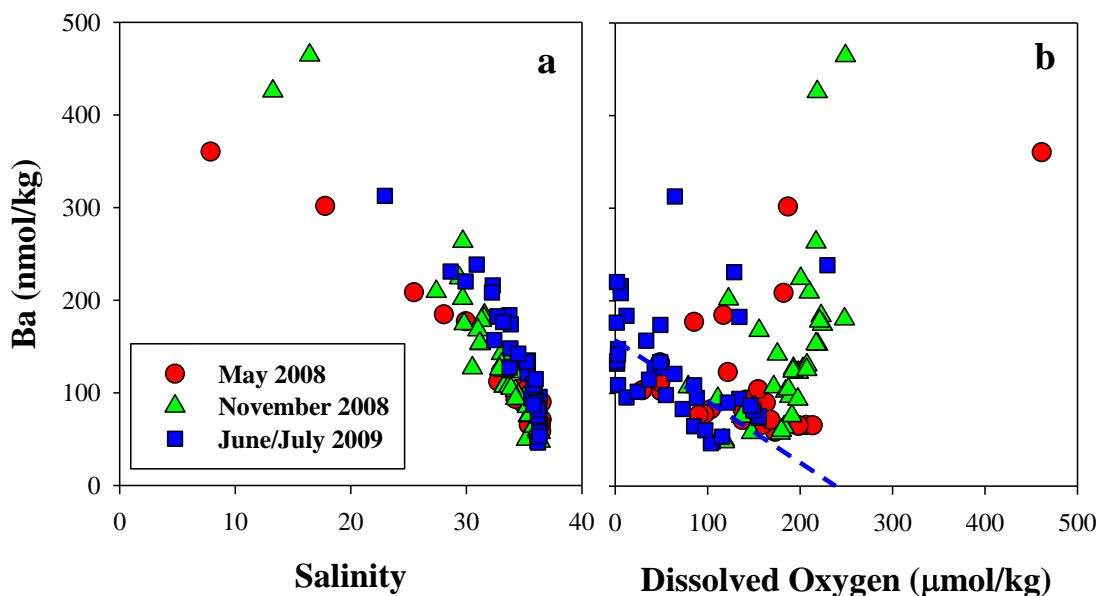 500
400
300
200
100
0
Ba (nmol/kg)
a
May 2008
November 2008
June/July 2009
0 10 20 30 40
Salinity
b
0 100 200 300 400 500
Dissolved Oxygen (μmol/kg)